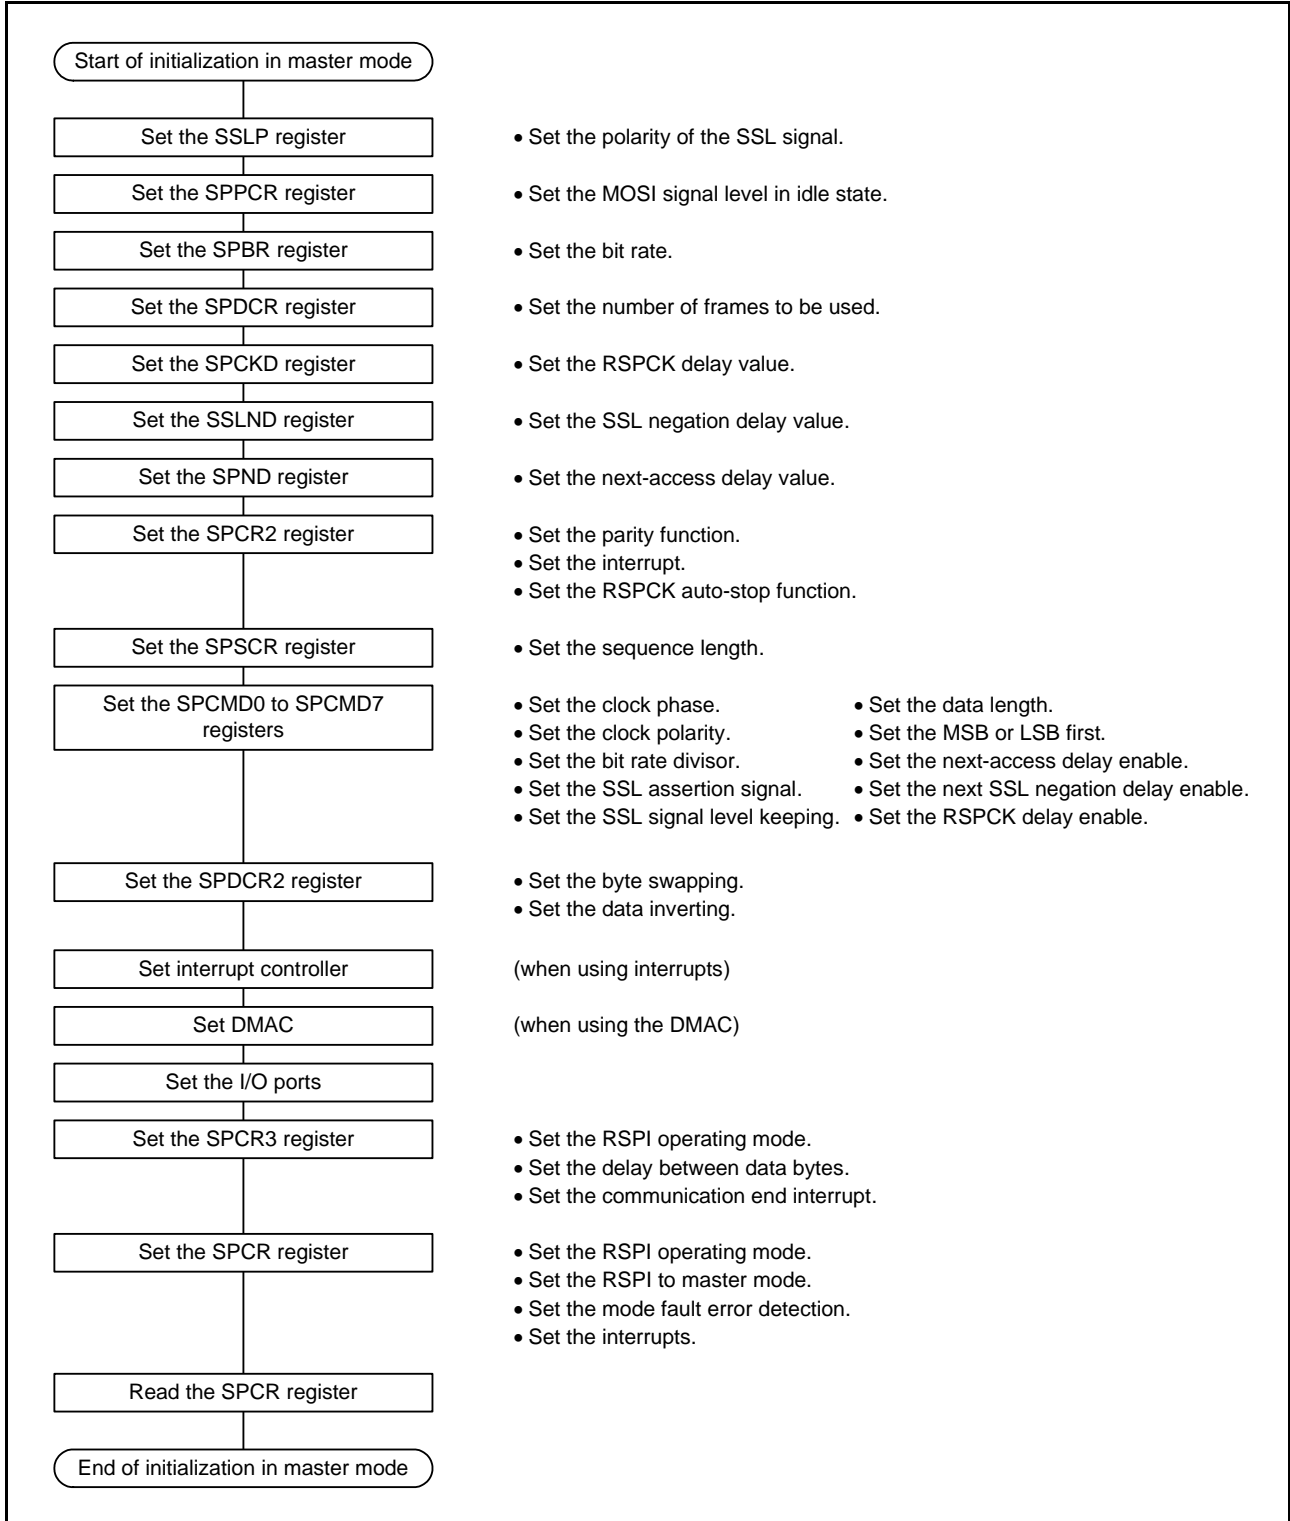 Start of initialization in master mode
Set the SSLP register
• Set the polarity of the SSL signal.
Set the SPPCR register
• Set the MOSI signal level in idle state.
Set the SPBR register
• Set the bit rate.
Set the SPDCR register
• Set the number of frames to be used.
Set the SPCKD register
• Set the RSPCK delay value.
Set the SSLND register
• Set the SSL negation delay value.
Set the SPND register
• Set the next-access delay value.
Set the SPCR2 register
• Set the parity function.
• Set the interrupt.
• Set the RSPCK auto-stop function.
Set the SPSCR register
• Set the sequence length.
Set the SPCMD0 to SPCMD7
registers
• Set the clock phase.
• Set the clock polarity.
• Set the bit rate divisor.
• Set the SSL assertion signal.
• Set the SSL signal level keeping.
• Set the data length.
• Set the MSB or LSB first.
• Set the next-access delay enable.
• Set the next SSL negation delay enable.
• Set the RSPCK delay enable.
Set the SPDCR2 register
• Set the byte swapping.
• Set the data inverting.
Set interrupt controller
(when using interrupts)
Set DMAC
(when using the DMAC)
Set the I/O ports
Set the SPCR3 register
• Set the RSPI operating mode.
• Set the delay between data bytes.
• Set the communication end interrupt.
Set the SPCR register
• Set the RSPI operating mode.
• Set the RSPI to master mode.
• Set the mode fault error detection.
• Set the interrupts.
Read the SPCR register
End of initialization in master mode